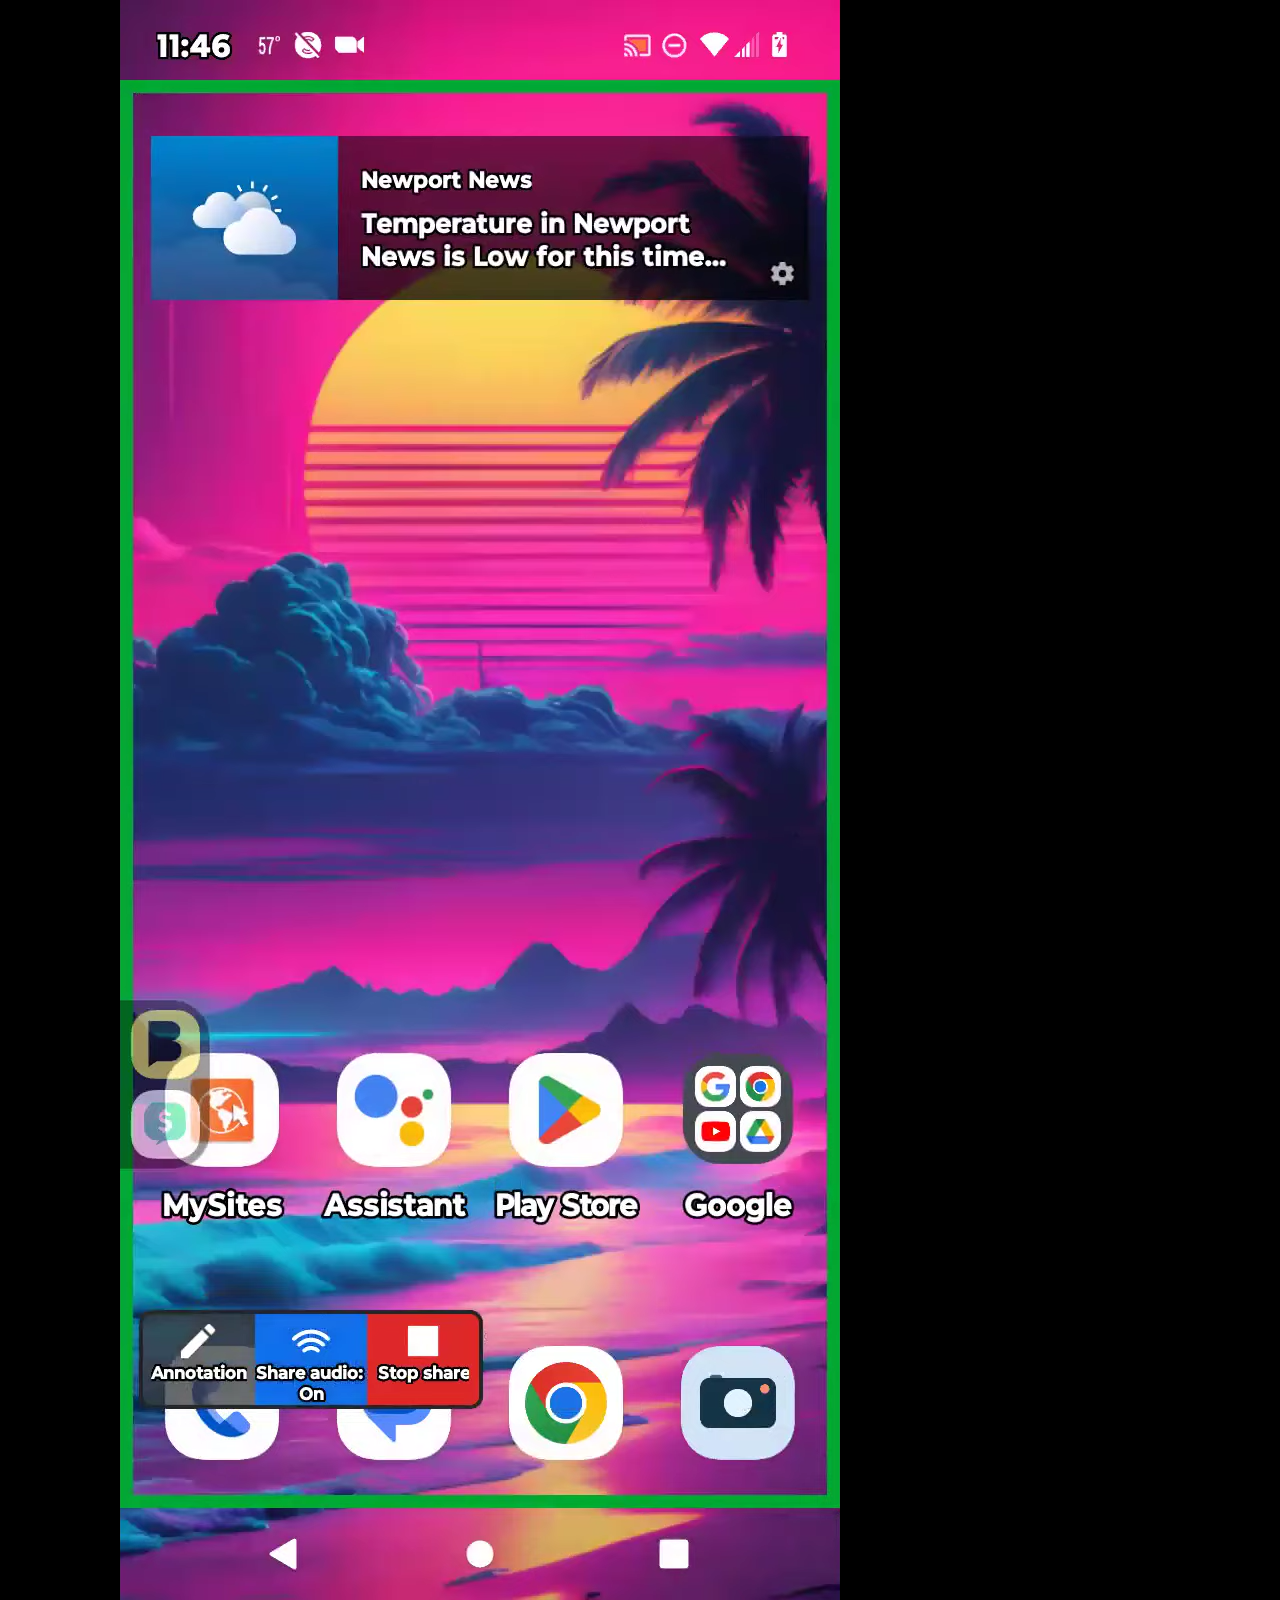 11:46 57°
Newport News
Temperature in Newport
News is Low for this time...
B
$
MySites Assistant Play Store Google
Annotation Share audio: Stop share
On